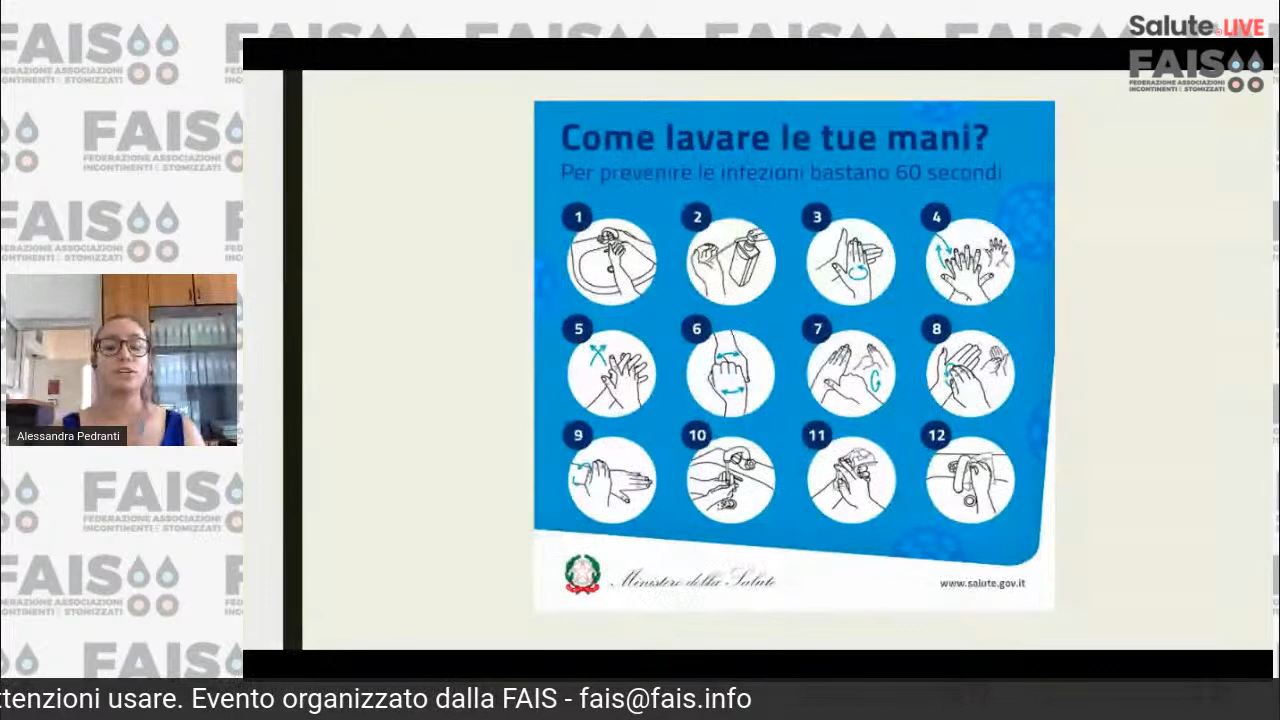 Salute LIVE
FAIS
FEDERAZIONE ASSOCIAZIONI
INCONTINENTI E STOMIZZATI
Come lavare le tue mani?
Per prevenire le infezioni bastano 60 secondi
1
2
3
4
5
6
7
8
9
10
11
12
Ministero della Salute
www.salute.gov.it
Alessandra Pedranti
ttenzioni usare. Evento organizzato dalla FAIS - fais@fais.info